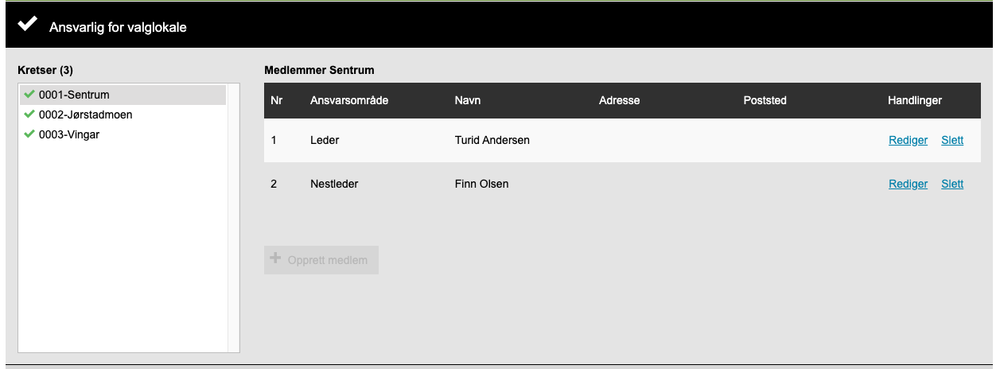 Ansvarlig for valglokale
Kretser (3)
0001-Sentrum
0002-Jørstadmoen
0003-Vingar
Medlemmer Sentrum
Nr Ansvarsområde Navn Adresse Poststed Handlinger
1 Leder Turid Andersen Rediger Slett
2 Nestleder Finn Olsen Rediger Slett
Opprett medlem